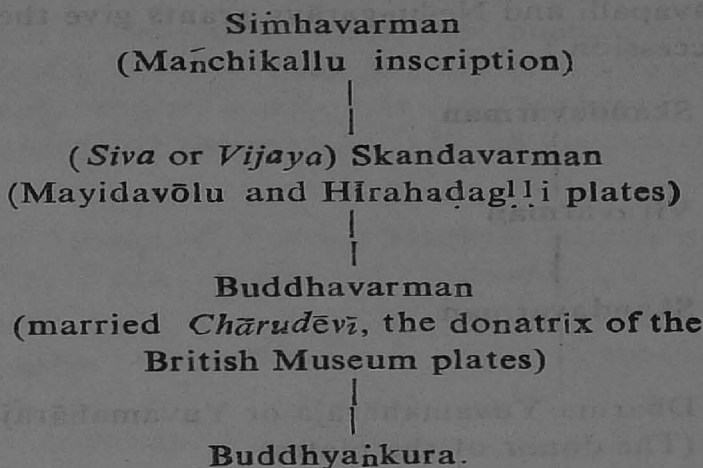 Siṁhavarman
(Mañchikallu inscription)
(Siva or Vijaya) Skandavarman
(Mayidavōlu and Hīrahaḍagḷḷi plates)
Buddhavarman
(married Chārudēvī, the donatrix of the
British Museum plates)
Buddhyaṅkura.